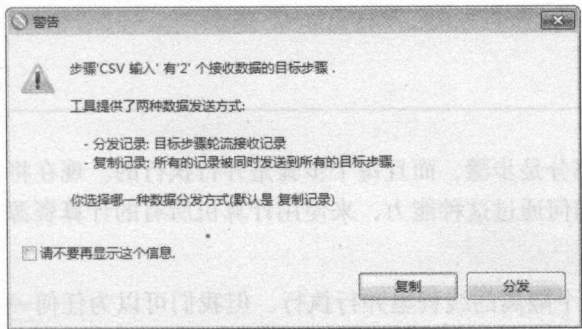 警告
步骤'CSV 输入' 有'2' 个接收数据的目标步骤 .
工具提供了两种数据发送方式:
- 分发记录: 目标步骤轮流接收记录
- 复制记录: 所有的记录被同时发送到所有的目标步骤.
你选择哪一种数据分发方式(默认是 复制记录)
请不要再显示这个信息.
复制
分发